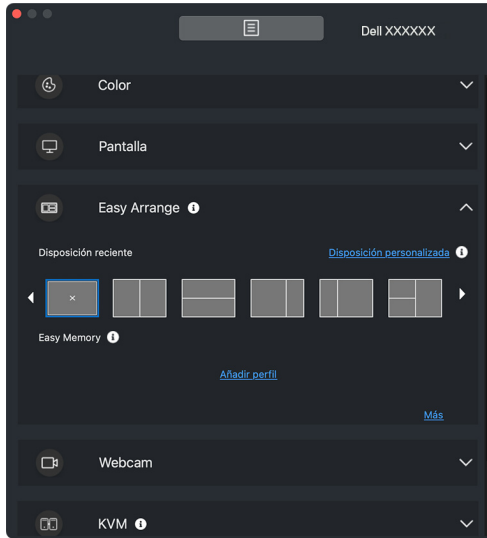 Dell XXXXXX
Color
Pantalla
Easy Arrange
Disposición reciente
Disposición personalizada
Easy Memory
Añadir perfil
Más
Webcam
KVM